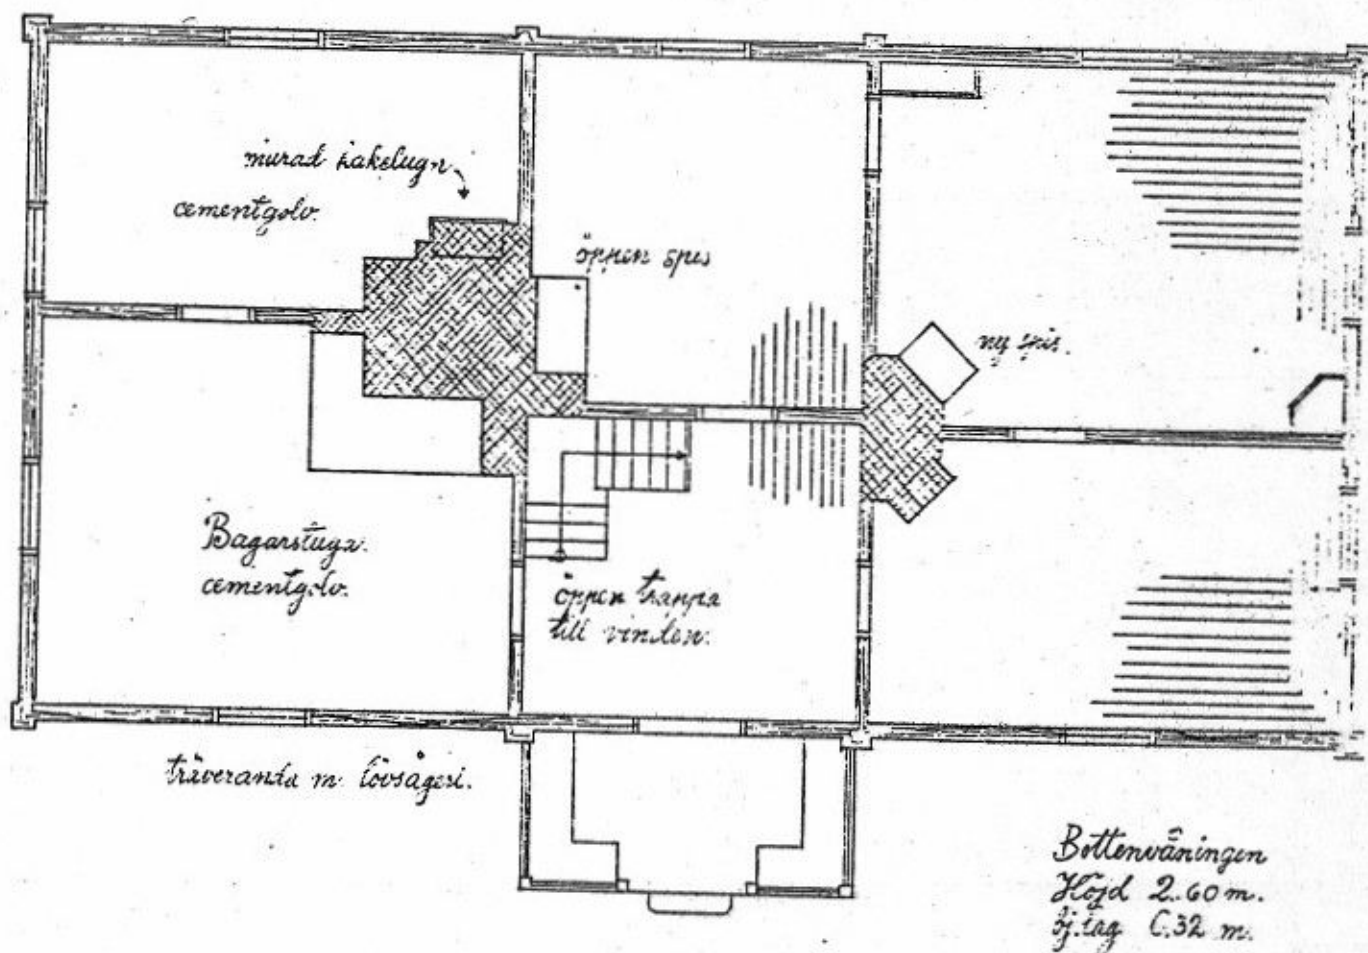 murad kakelugn
cementgolv.
öppen spis
ny spis.
Bagarstuga.
cementgolv.
öppen trappa
till vinden.
träveranda m. lövsågeri.
Bottenvåningen
Höjd 2.60 m.
bj.lag 0.32 m.